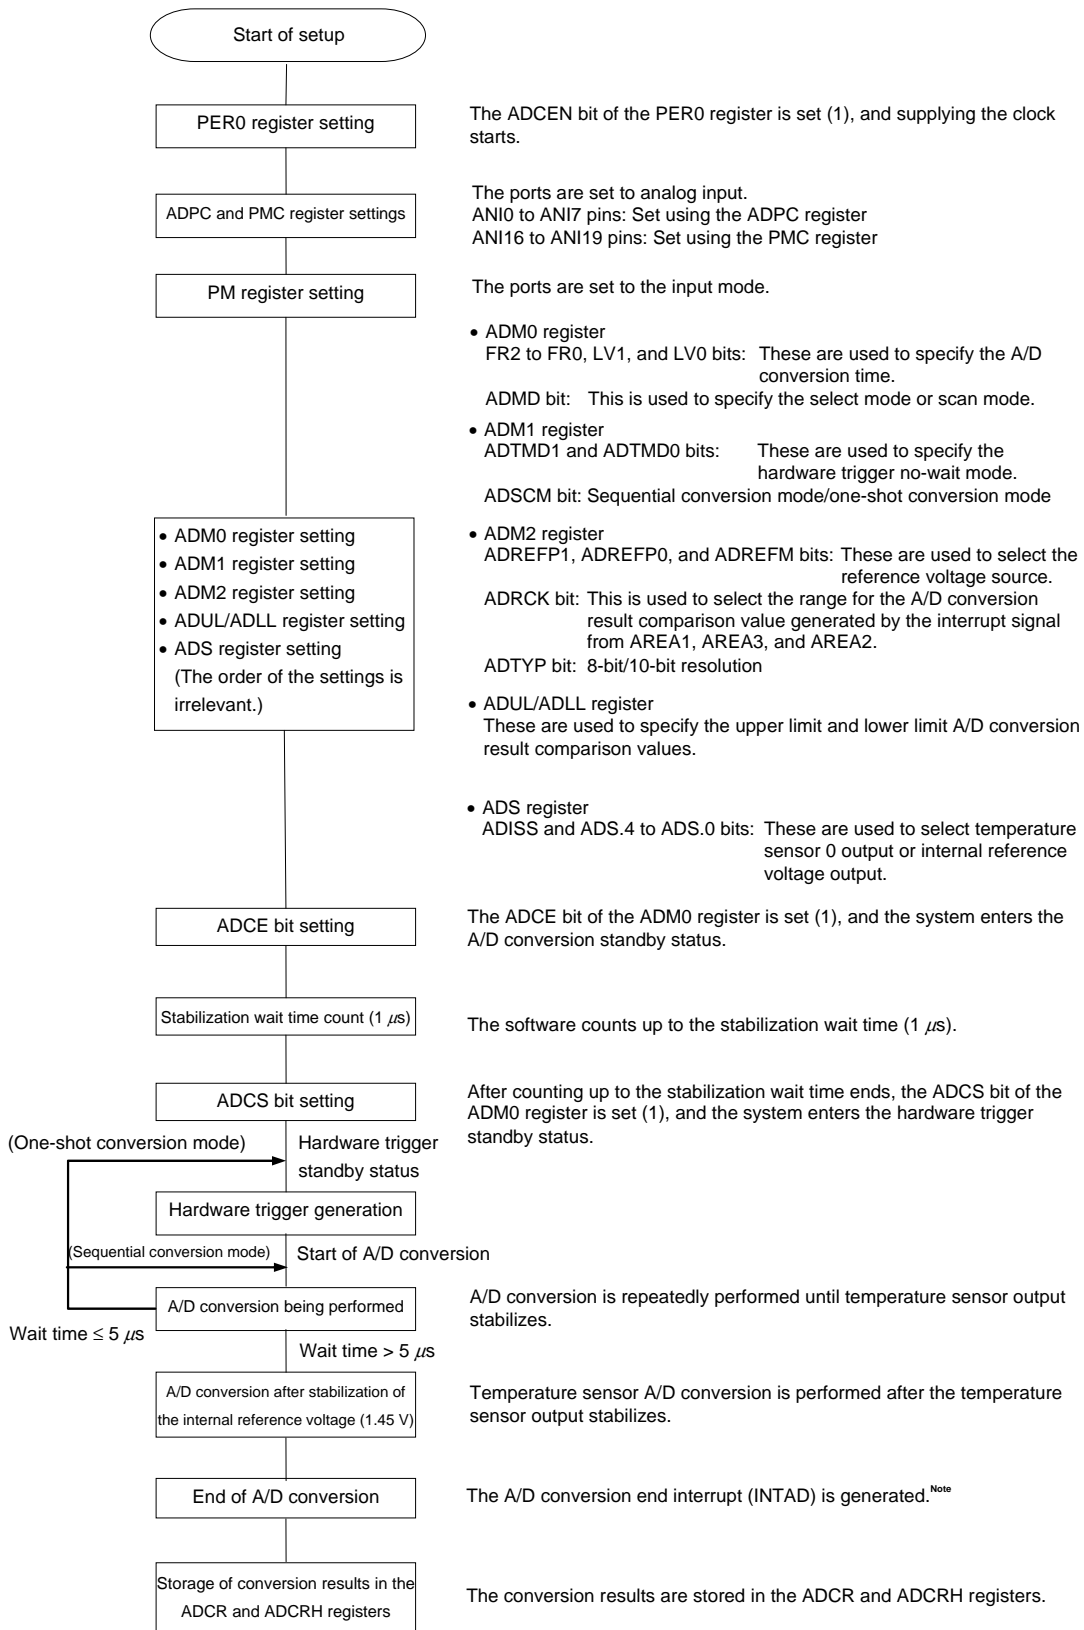 Start of setup
PER0 register setting
The ADCEN bit of the PER0 register is set (1), and supplying the clock
starts.
ADPC and PMC register settings
The ports are set to analog input.
ANI0 to ANI7 pins: Set using the ADPC register
ANI16 to ANI19 pins: Set using the PMC register
PM register setting
The ports are set to the input mode.
• ADM0 register
FR2 to FR0, LV1, and LV0 bits: These are used to specify the A/D
conversion time.
ADMD bit: This is used to specify the select mode or scan mode.
• ADM1 register
ADTMD1 and ADTMD0 bits: These are used to specify the
hardware trigger no-wait mode.
ADSCM bit: Sequential conversion mode/one-shot conversion mode
• ADM0 register setting
• ADM1 register setting
• ADM2 register setting
• ADUL/ADLL register setting
• ADS register setting
(The order of the settings is
irrelevant.)
• ADM2 register
ADREFP1, ADREFP0, and ADREFM bits: These are used to select the
reference voltage source.
ADRCK bit: This is used to select the range for the A/D conversion
result comparison value generated by the interrupt signal
from AREA1, AREA3, and AREA2.
ADTYP bit: 8-bit/10-bit resolution
• ADUL/ADLL register
These are used to specify the upper limit and lower limit A/D conversion
result comparison values.
• ADS register
ADISS and ADS.4 to ADS.0 bits: These are used to select temperature
sensor 0 output or internal reference
voltage output.
ADCE bit setting
The ADCE bit of the ADM0 register is set (1), and the system enters the
A/D conversion standby status.
Stabilization wait time count (1 μs)
The software counts up to the stabilization wait time (1 μs).
ADCS bit setting
After counting up to the stabilization wait time ends, the ADCS bit of the
ADM0 register is set (1), and the system enters the hardware trigger
standby status.
(One-shot conversion mode)
Hardware trigger
standby status
Hardware trigger generation
(Sequential conversion mode)
Start of A/D conversion
A/D conversion being performed
A/D conversion is repeatedly performed until temperature sensor output
stabilizes.
Wait time ≤ 5 μs
Wait time > 5 μs
A/D conversion after stabilization of
the internal reference voltage (1.45 V)
Temperature sensor A/D conversion is performed after the temperature
sensor output stabilizes.
End of A/D conversion
The A/D conversion end interrupt (INTAD) is generated.Note
Storage of conversion results in the
ADCR and ADCRH registers
The conversion results are stored in the ADCR and ADCRH registers.